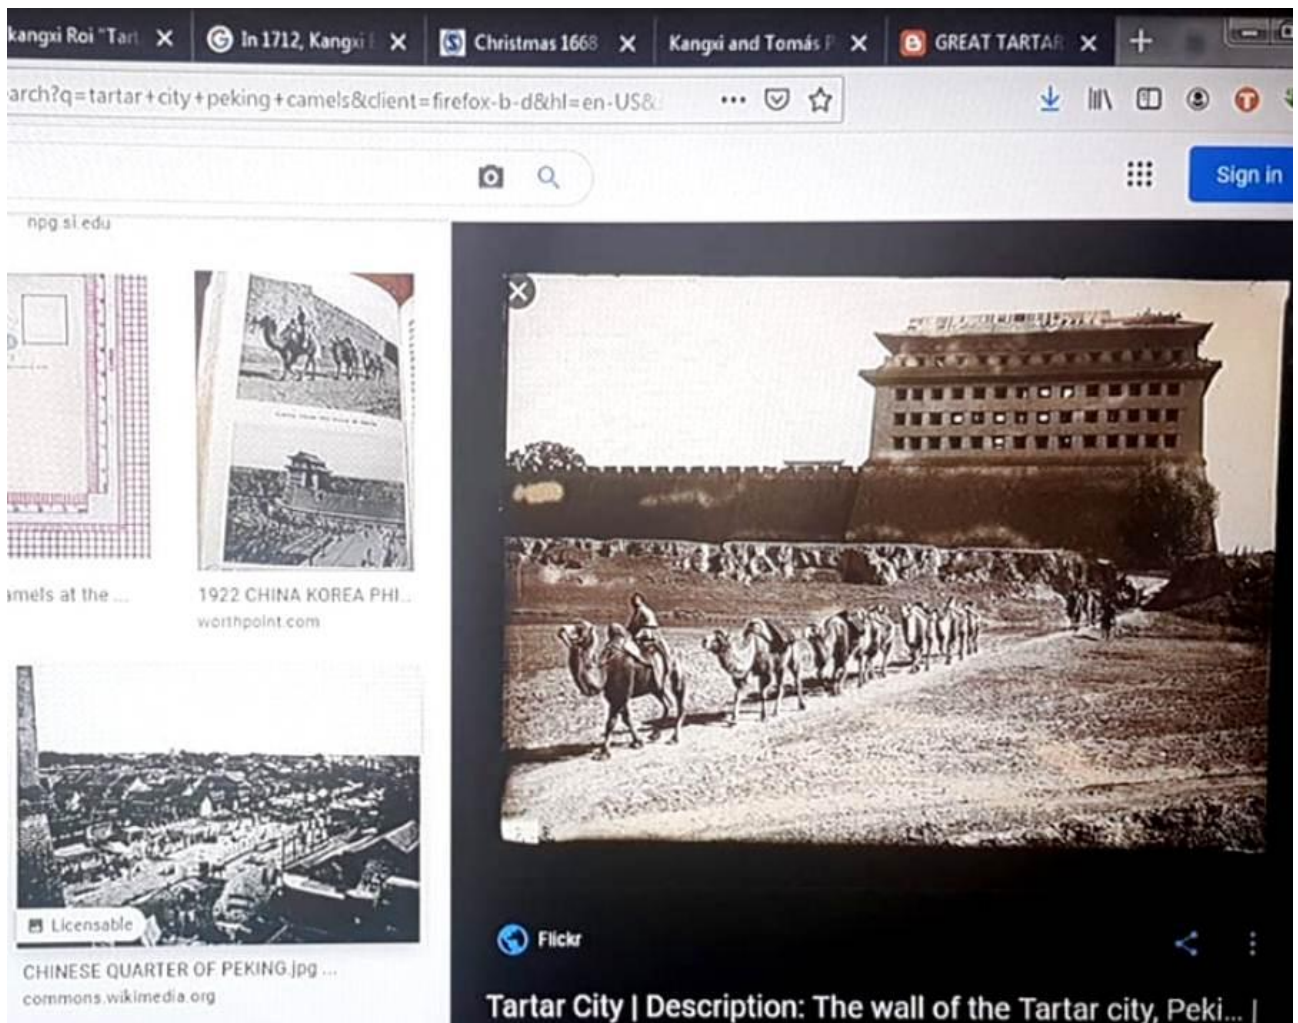 kangxi Roi "Tart
In 1712, Kangxi
Christmas 1668
Kangxi and Tomás P
GREAT TARTAR
arch?q=tartar+city+peking+camels&client=firefox-b-d&hl=en-US&
Sign in
npg.si.edu
amels at the ...
1922 CHINA KOREA PHI...
worthpoint.com
Licensable
CHINESE QUARTER OF PEKING.jpg ...
commons.wikimedia.org
Flickr
Tartar City | Description: The wall of the Tartar city, Peki... |